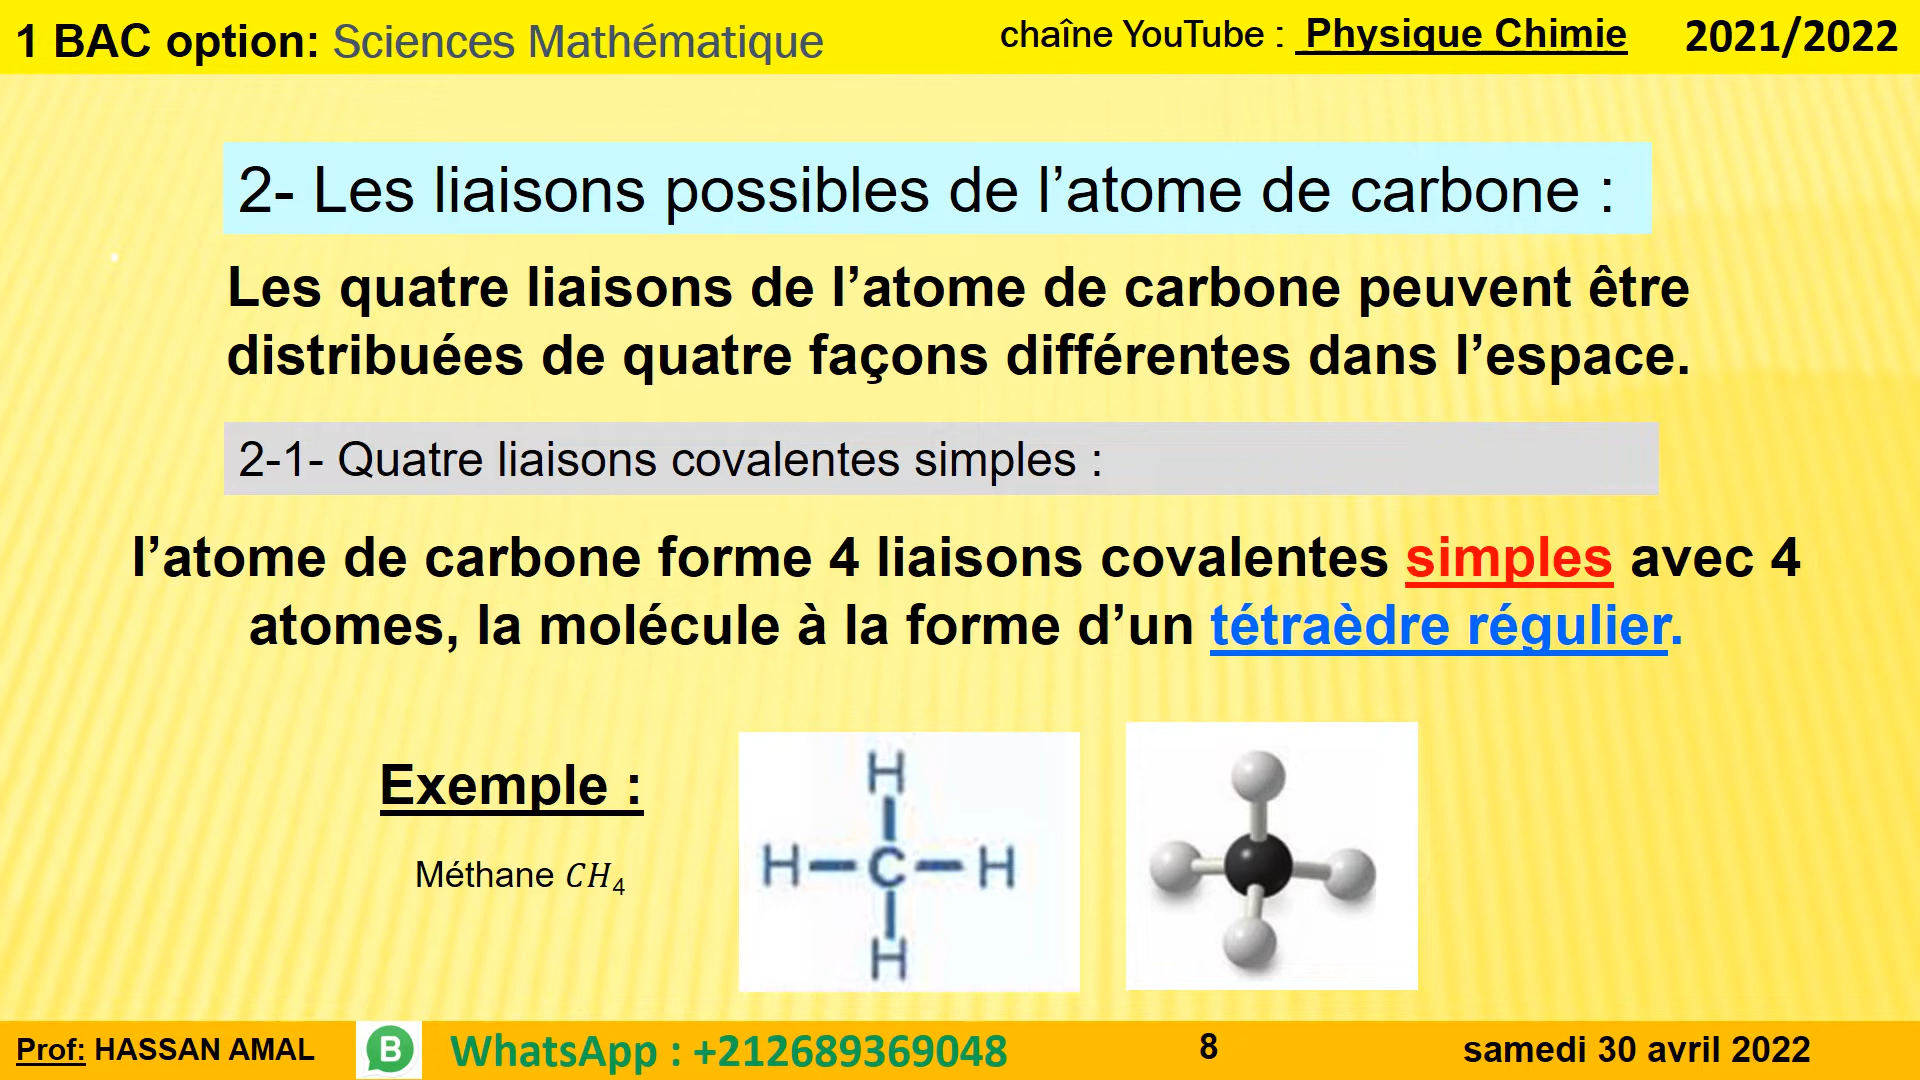 1 BAC option: Sciences Mathématique
chaîne YouTube : Physique Chimie
2021/2022
2- Les liaisons possibles de l’atome de carbone :
Les quatre liaisons de l’atome de carbone peuvent être
distribuées de quatre façons différentes dans l’espace.
2-1- Quatre liaisons covalentes simples :
l’atome de carbone forme 4 liaisons covalentes simples avec 4
atomes, la molécule à la forme d’un tétraèdre régulier.
Exemple :
Méthane CH₄
H
H C H
H
Prof: HASSAN AMAL
B
WhatsApp : +212689369048
8
samedi 30 avril 2022